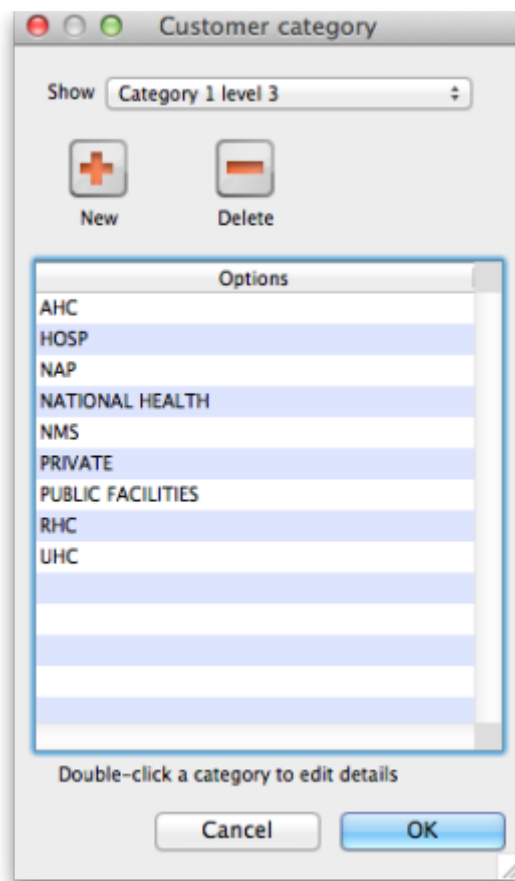 Customer category
Show Category 1 level 3
New Delete
Options
AHC
HOSP
NAP
NATIONAL HEALTH
NMS
PRIVATE
PUBLIC FACILITIES
RHC
UHC
Double-click a category to edit details
Cancel OK